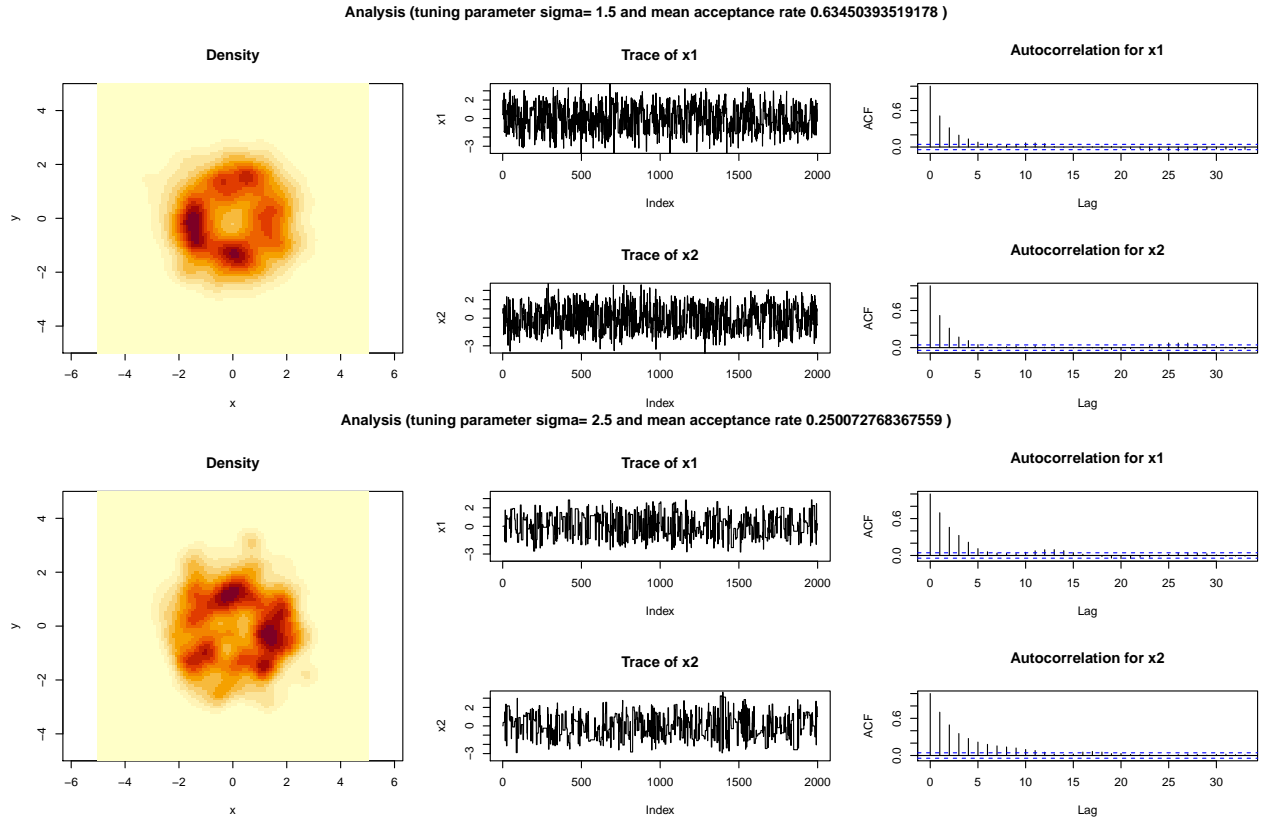 Analysis (tuning parameter sigma= 1.5 and mean acceptance rate 0.63450393519178 )
Density
Trace of x1
Autocorrelation for x1
4
2
0
−2
−4
y
−6 −4 −2 0 2 4 6
x
2
0
−3
x1
0 500 1000 1500 2000
Index
0.6
0.0
ACF
0 5 10 15 20 25 30
Lag
Trace of x2
Autocorrelation for x2
2
0
−3
x2
0 500 1000 1500 2000
Index
0.6
0.0
ACF
0 5 10 15 20 25 30
Lag
Analysis (tuning parameter sigma= 2.5 and mean acceptance rate 0.250072768367559 )
Density
Trace of x1
Autocorrelation for x1
4
2
0
−2
−4
y
−6 −4 −2 0 2 4 6
x
2
0
−3
x1
0 500 1000 1500 2000
Index
0.6
0.0
ACF
0 5 10 15 20 25 30
Lag
Trace of x2
Autocorrelation for x2
2
0
−3
x2
0 500 1000 1500 2000
Index
0.6
0.0
ACF
0 5 10 15 20 25 30
Lag